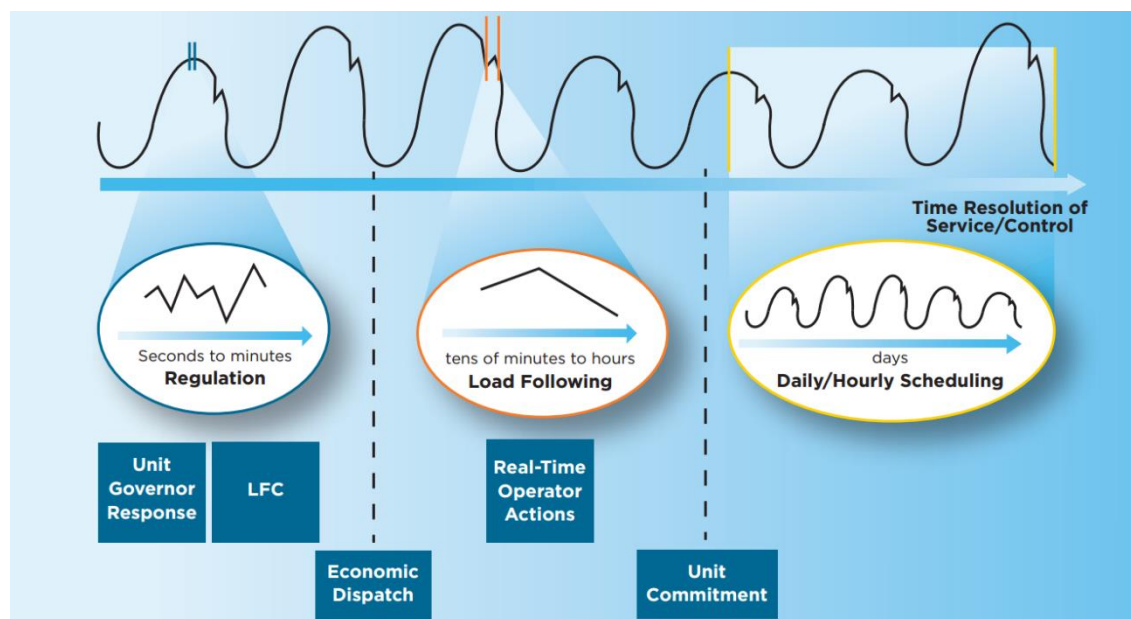 Time Resolution of
Service/Control
Seconds to minutes
Regulation
tens of minutes to hours
Load Following
days
Daily/Hourly Scheduling
Unit
Governor
Response
LFC
Real-Time
Operator
Actions
Economic
Dispatch
Unit
Commitment